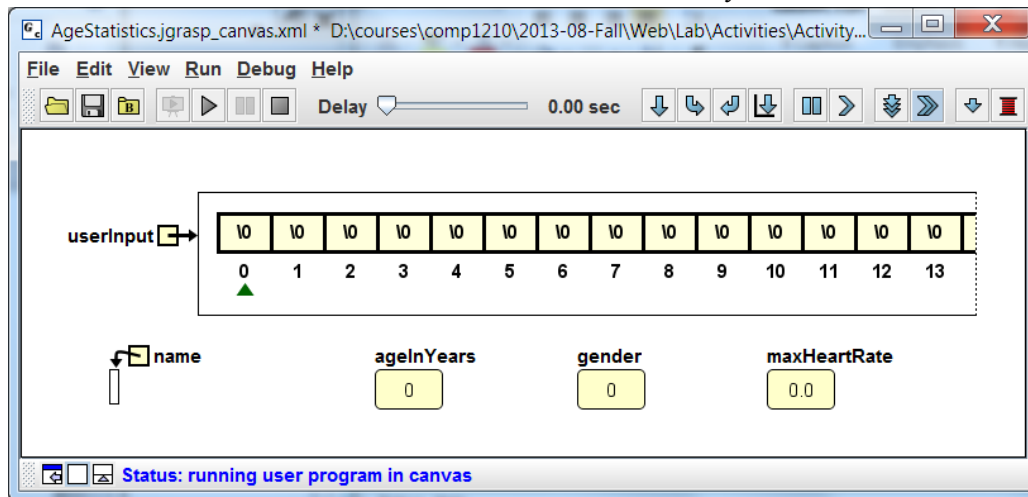 AgeStatistics.jgrasp_canvas.xml * D:\courses\comp1210\2013-08-Fall\Web\Lab\Activities\Activity...
File Edit View Run Debug Help
Delay 0.00 sec
userInput \0 \0 \0 \0 \0 \0 \0 \0 \0 \0 \0 \0 \0 \0
0 1 2 3 4 5 6 7 8 9 10 11 12 13
name ageInYears gender maxHeartRate
0 0 0.0
Status: running user program in canvas